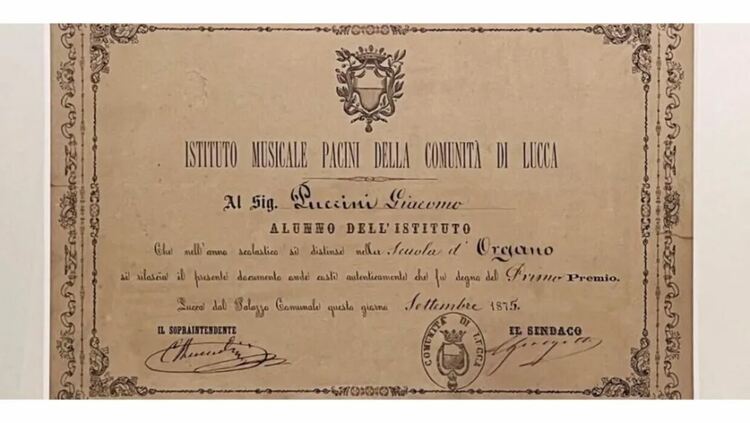 ISTITUTO MUSICALE PACINI DELLA COMUNITÀ DI LUCCA
Al Sig. Puccini Giacomo
ALUNNO DELL'ISTITUTO
Che nell'anno scolastico si distinse nella Scuola d' Organo
si rilascia il presente documento onde costi autenticamente che fu degno del Primo Premio.
Lucca dal Palazzo Comunale questo giorno Settembre 1875.
IL SOPRAINTENDENTE
IL SINDACO
COMUNITÀ DI LUCCA